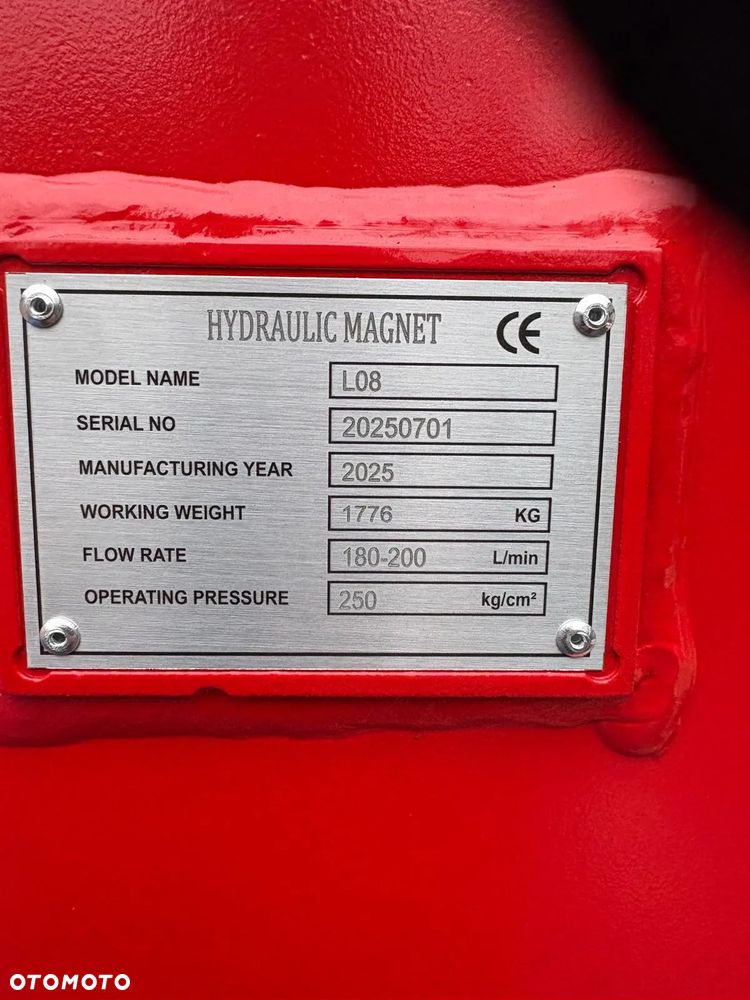 HYDRAULIC MAGNET CE
MODEL NAME L08
SERIAL NO 20250701
MANUFACTURING YEAR 2025
WORKING WEIGHT 1776 KG
FLOW RATE 180-200 L/min
OPERATING PRESSURE 250 kg/cm²
OTOMOTO